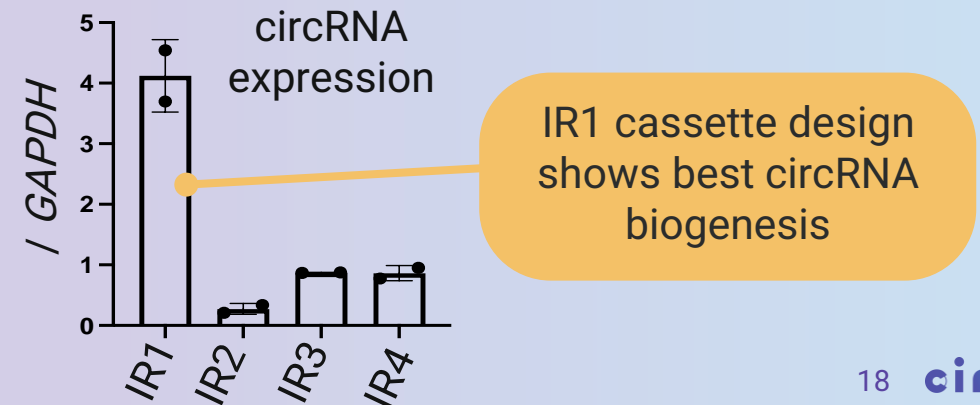 circRNA
expression
/ GAPDH
5
4
3
2
1
0
IR1
IR2
IR3
IR4
IR1 cassette design
shows best circRNA
biogenesis
18